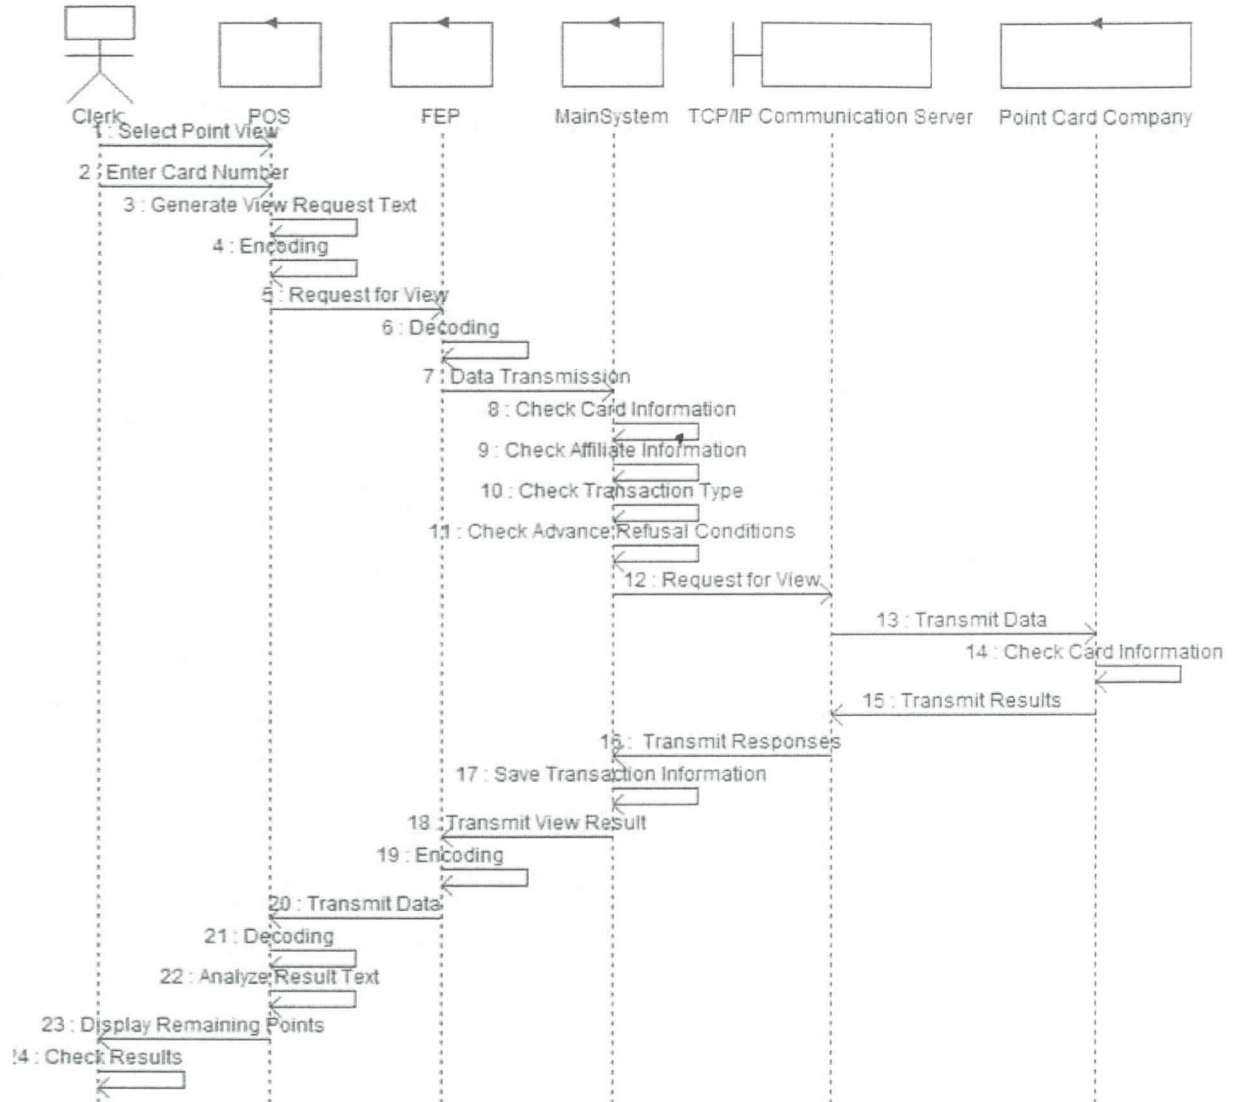 Clerk
POS
FEP
MainSystem
TCP/IP Communication Server
Point Card Company
1 : Select Point View
2 : Enter Card Number
3 : Generate View Request Text
4 : Encoding
5 : Request for View
6 : Decoding
7 : Data Transmission
8 : Check Card Information
9 : Check Affiliate Information
10 : Check Transaction Type
11 : Check Advance Refusal Conditions
12 : Request for View
13 : Transmit Data
14 : Check Card Information
15 : Transmit Results
16 : Transmit Responses
17 : Save Transaction Information
18 : Transmit View Result
19 : Encoding
20 : Transmit Data
21 : Decoding
22 : Analyze Result Text
23 : Display Remaining Points
24 : Check Results